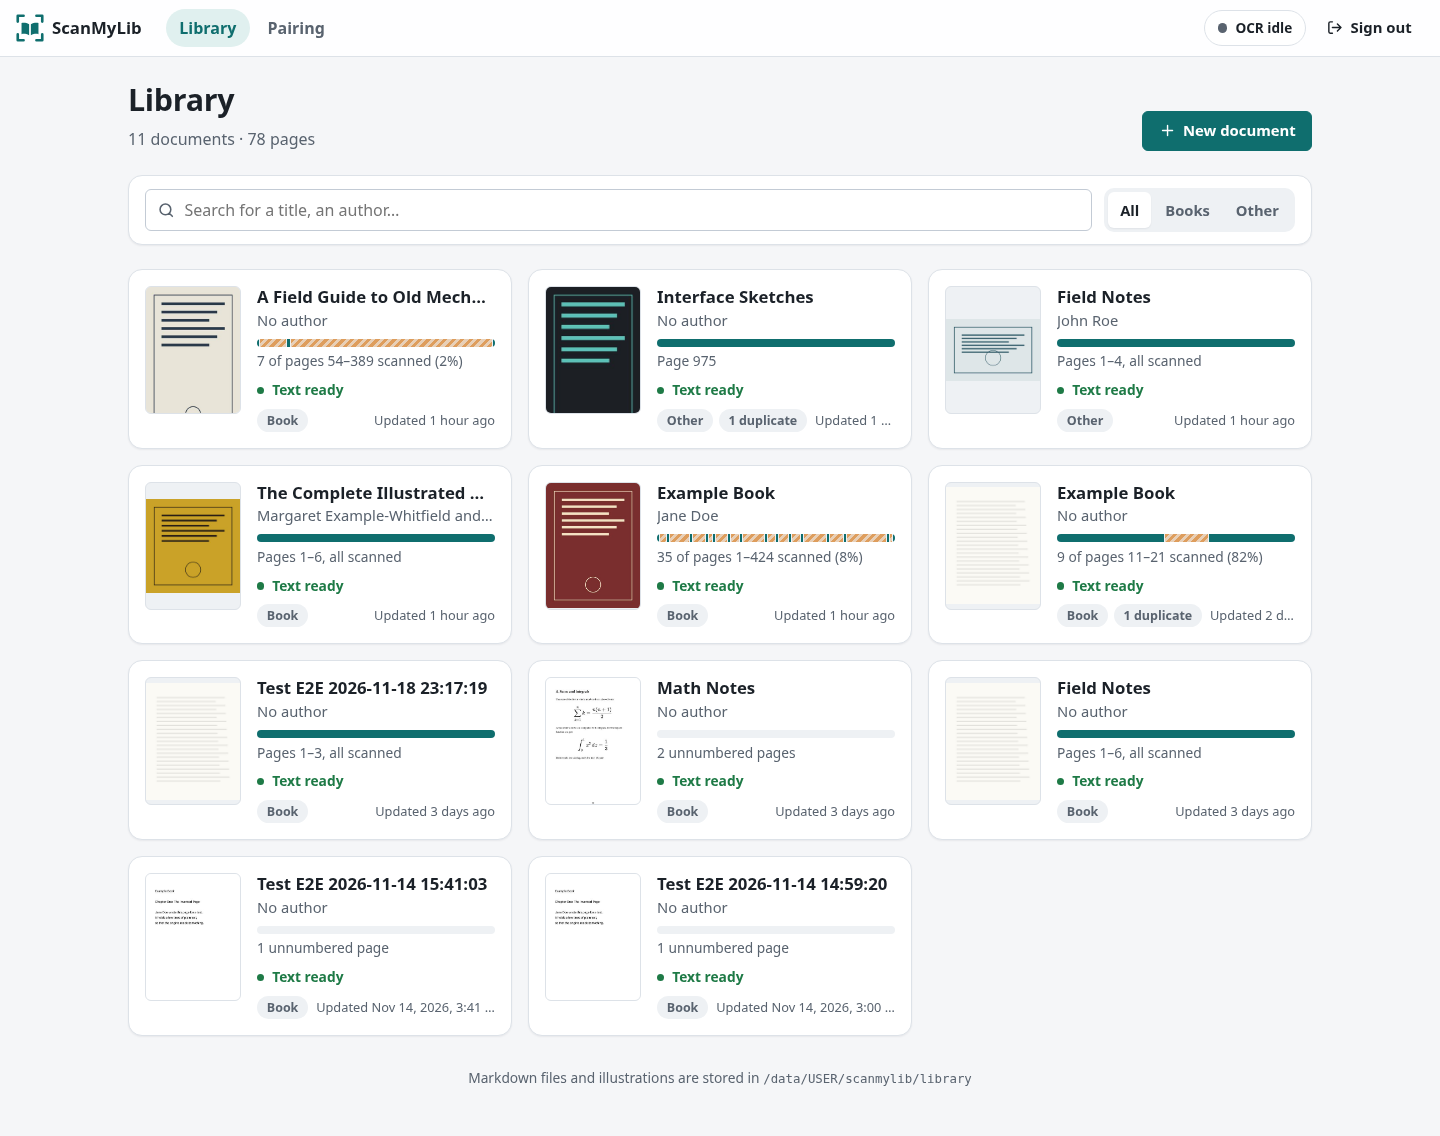 ScanMyLib
Library
Pairing
OCR idle
Sign out
Library
11 documents · 78 pages
New document
Search for a title, an author...
All
Books
Other
A Field Guide to Old Mech...
No author
7 of pages 54–389 scanned (2%)
Text ready
Book
Updated 1 hour ago
Interface Sketches
No author
Page 975
Text ready
Other
1 duplicate
Updated 1 ...
Field Notes
John Roe
Pages 1–4, all scanned
Text ready
Other
Updated 1 hour ago
The Complete Illustrated ...
Margaret Example-Whitfield and...
Pages 1–6, all scanned
Text ready
Book
Updated 1 hour ago
Example Book
Jane Doe
35 of pages 1–424 scanned (8%)
Text ready
Book
Updated 1 hour ago
Example Book
No author
9 of pages 11–21 scanned (82%)
Text ready
Book
1 duplicate
Updated 2 d...
Test E2E 2026-11-18 23:17:19
No author
Pages 1–3, all scanned
Text ready
Book
Updated 3 days ago
Math Notes
No author
2 unnumbered pages
Text ready
Book
Updated 3 days ago
Field Notes
No author
Pages 1–6, all scanned
Text ready
Book
Updated 3 days ago
Test E2E 2026-11-14 15:41:03
No author
1 unnumbered page
Text ready
Book
Updated Nov 14, 2026, 3:41 ...
Test E2E 2026-11-14 14:59:20
No author
1 unnumbered page
Text ready
Book
Updated Nov 14, 2026, 3:00 ...
Markdown files and illustrations are stored in /data/USER/scanmylib/library